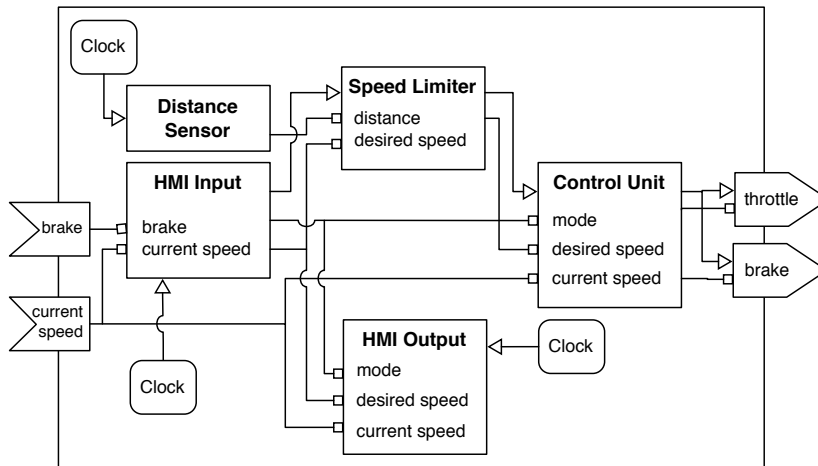 Clock
Distance
Sensor
Speed Limiter
distance
desired speed
HMI Input
brake
current speed
Control Unit
mode
desired speed
current speed
brake
current
speed
throttle
brake
Clock
HMI Output
mode
desired speed
current speed
Clock